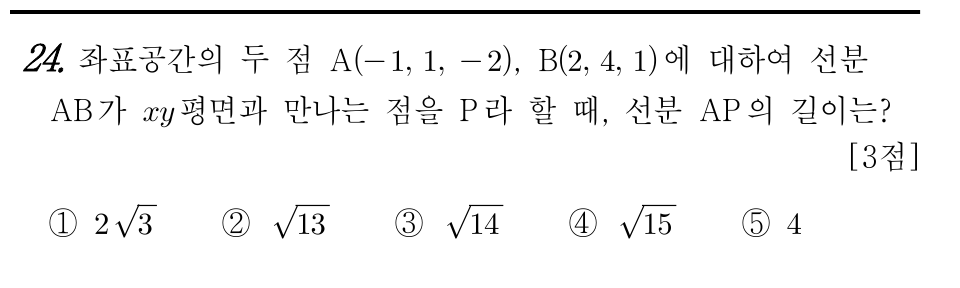 24. 좌표공간의 두 점 A(−1, 1, −2), B(2, 4, 1)에 대하여 선분
AB가 xy평면과 만나는 점을 P라 할 때, 선분 AP의 길이는?
[3점]
① 2√3 ② √13 ③ √14 ④ √15 ⑤ 4